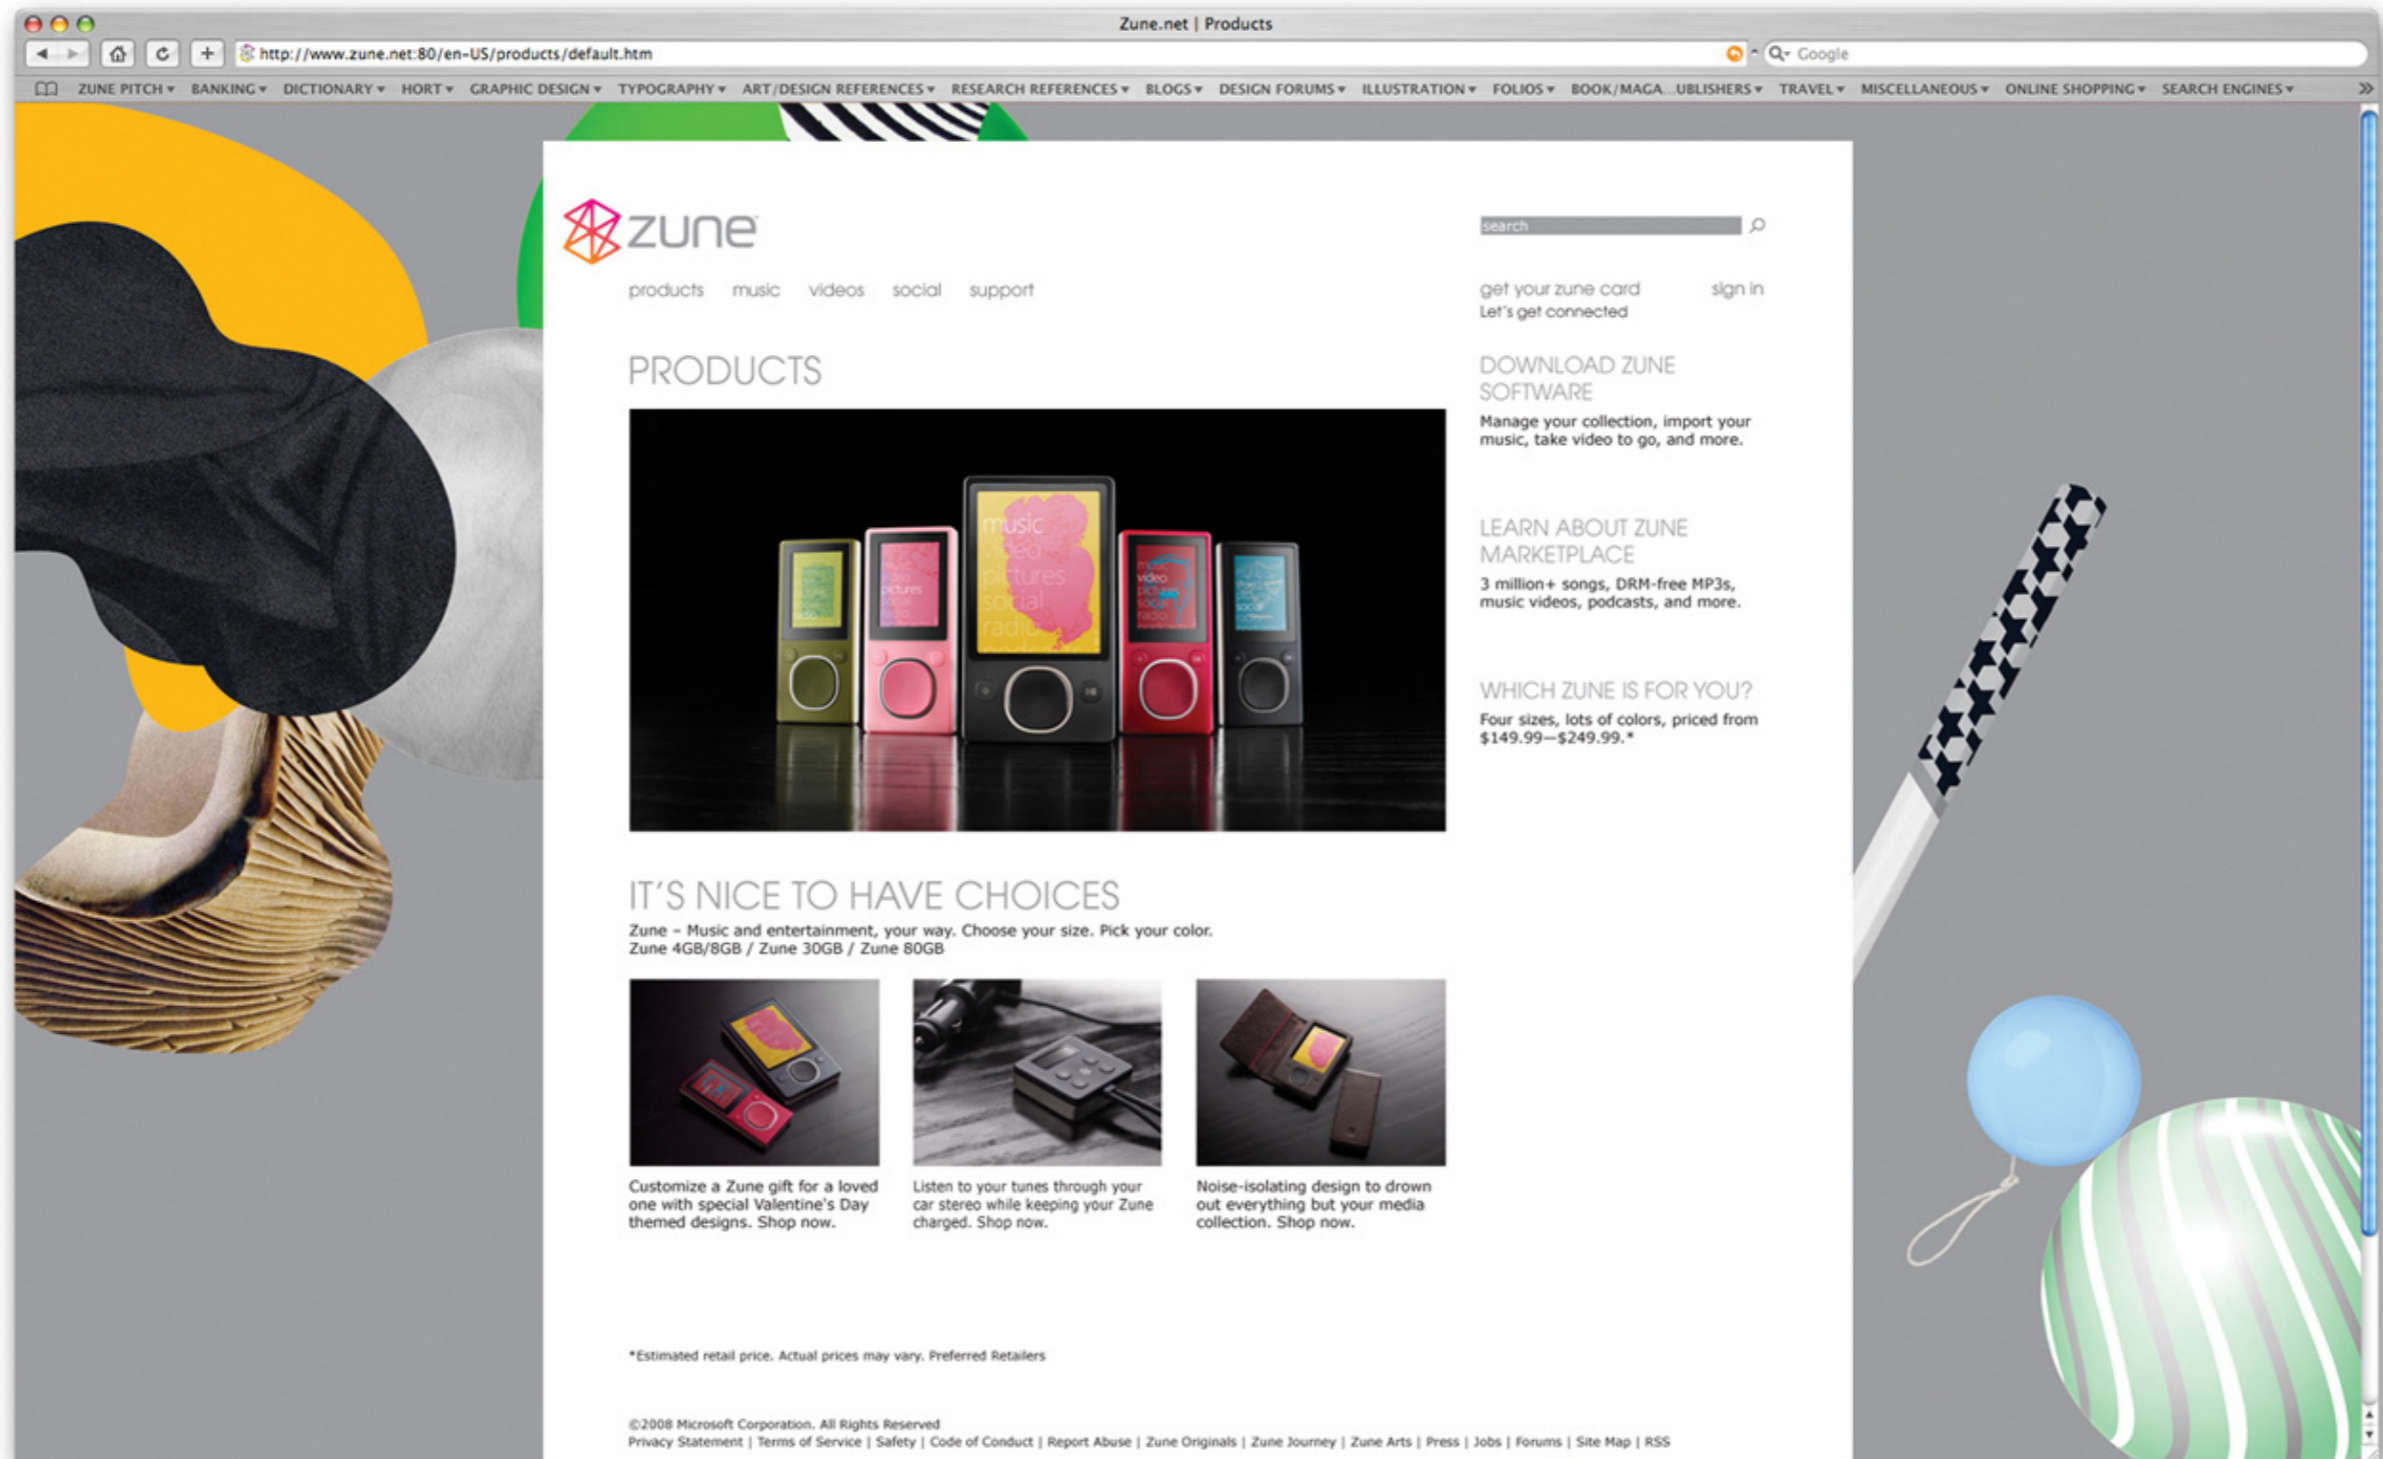 Zune.net | Products
http://www.zune.net:80/en-US/products/default.htm
Google
ZUNE PITCH BANKING DICTIONARY HORT GRAPHIC DESIGN TYPOGRAPHY ART/DESIGN REFERENCES RESEARCH REFERENCES BLOGS DESIGN FORUMS ILLUSTRATION FOLIOS BOOK/MAGA...UBLISHERS TRAVEL MISCELLANEOUS ONLINE SHOPPING SEARCH ENGINES
zune
search
products music videos social support
get your zune card sign in
Let's get connected
PRODUCTS
music
video
pictures
social
radio
pictures
video
social
DOWNLOAD ZUNE
SOFTWARE
Manage your collection, import your
music, take video to go, and more.
LEARN ABOUT ZUNE
MARKETPLACE
3 million+ songs, DRM-free MP3s,
music videos, podcasts, and more.
WHICH ZUNE IS FOR YOU?
Four sizes, lots of colors, priced from
$149.99—$249.99.*
IT'S NICE TO HAVE CHOICES
Zune – Music and entertainment, your way. Choose your size. Pick your color.
Zune 4GB/8GB / Zune 30GB / Zune 80GB
Customize a Zune gift for a loved
one with special Valentine's Day
themed designs. Shop now.
Listen to your tunes through your
car stereo while keeping your Zune
charged. Shop now.
Noise-isolating design to drown
out everything but your media
collection. Shop now.
*Estimated retail price. Actual prices may vary. Preferred Retailers
©2008 Microsoft Corporation. All Rights Reserved
Privacy Statement | Terms of Service | Safety | Code of Conduct | Report Abuse | Zune Originals | Zune Journey | Zune Arts | Press | Jobs | Forums | Site Map | RSS